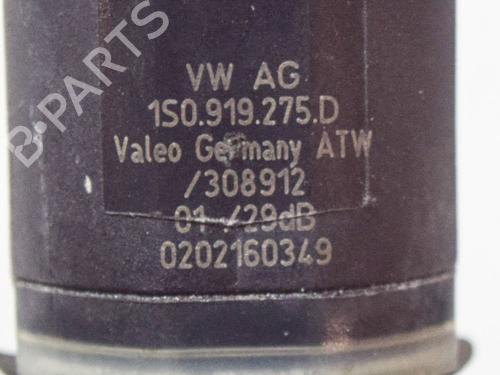 B-PARTS
VW AG
1S0.919.275.D
Valeo Germany ATW
/308912
01 /29dB
0202160349